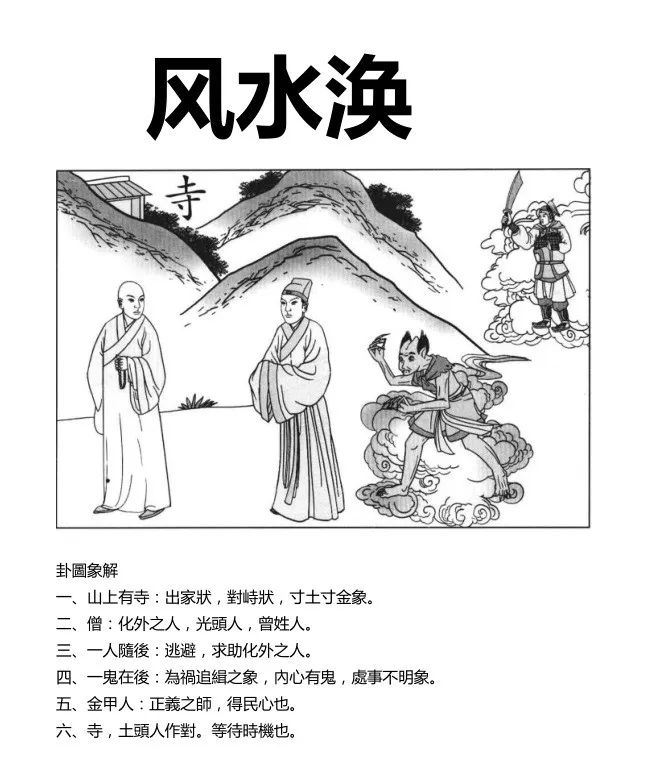 风水涣
寺
卦圖象解
一、山上有寺：出家狀，對峙狀，寸土寸金象。
二、僧：化外之人，光頭人，曾姓人。
三、一人隨後：逃避，求助化外之人。
四、一鬼在後：為禍追緝之象，內心有鬼，處事不明象。
五、金甲人：正義之師，得民心也。
六、寺，土頭人作對。等待時機也。